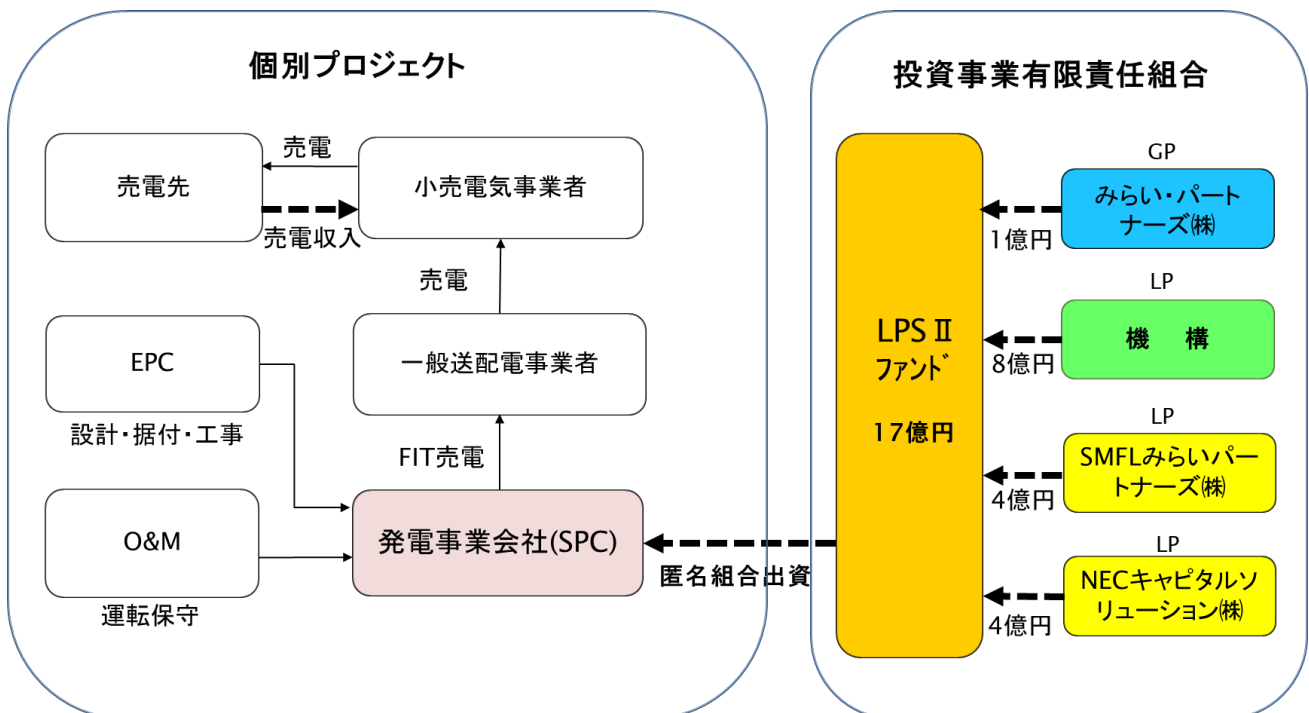 個別プロジェクト
売電先
売電
小売電気事業者
売電収入
売電
EPC
設計・据付・工事
一般送配電事業者
FIT売電
O&M
運転保守
発電事業会社(SPC)
匿名組合出資
投資事業有限責任組合
LPSⅡ
ファンド
17億円
GP
みらい・パート
ナーズ㈱
1億円
LP
機　構
8億円
LP
SMFLみらいパー
トナーズ㈱
4億円
LP
NECキャピタルソ
リューション㈱
4億円